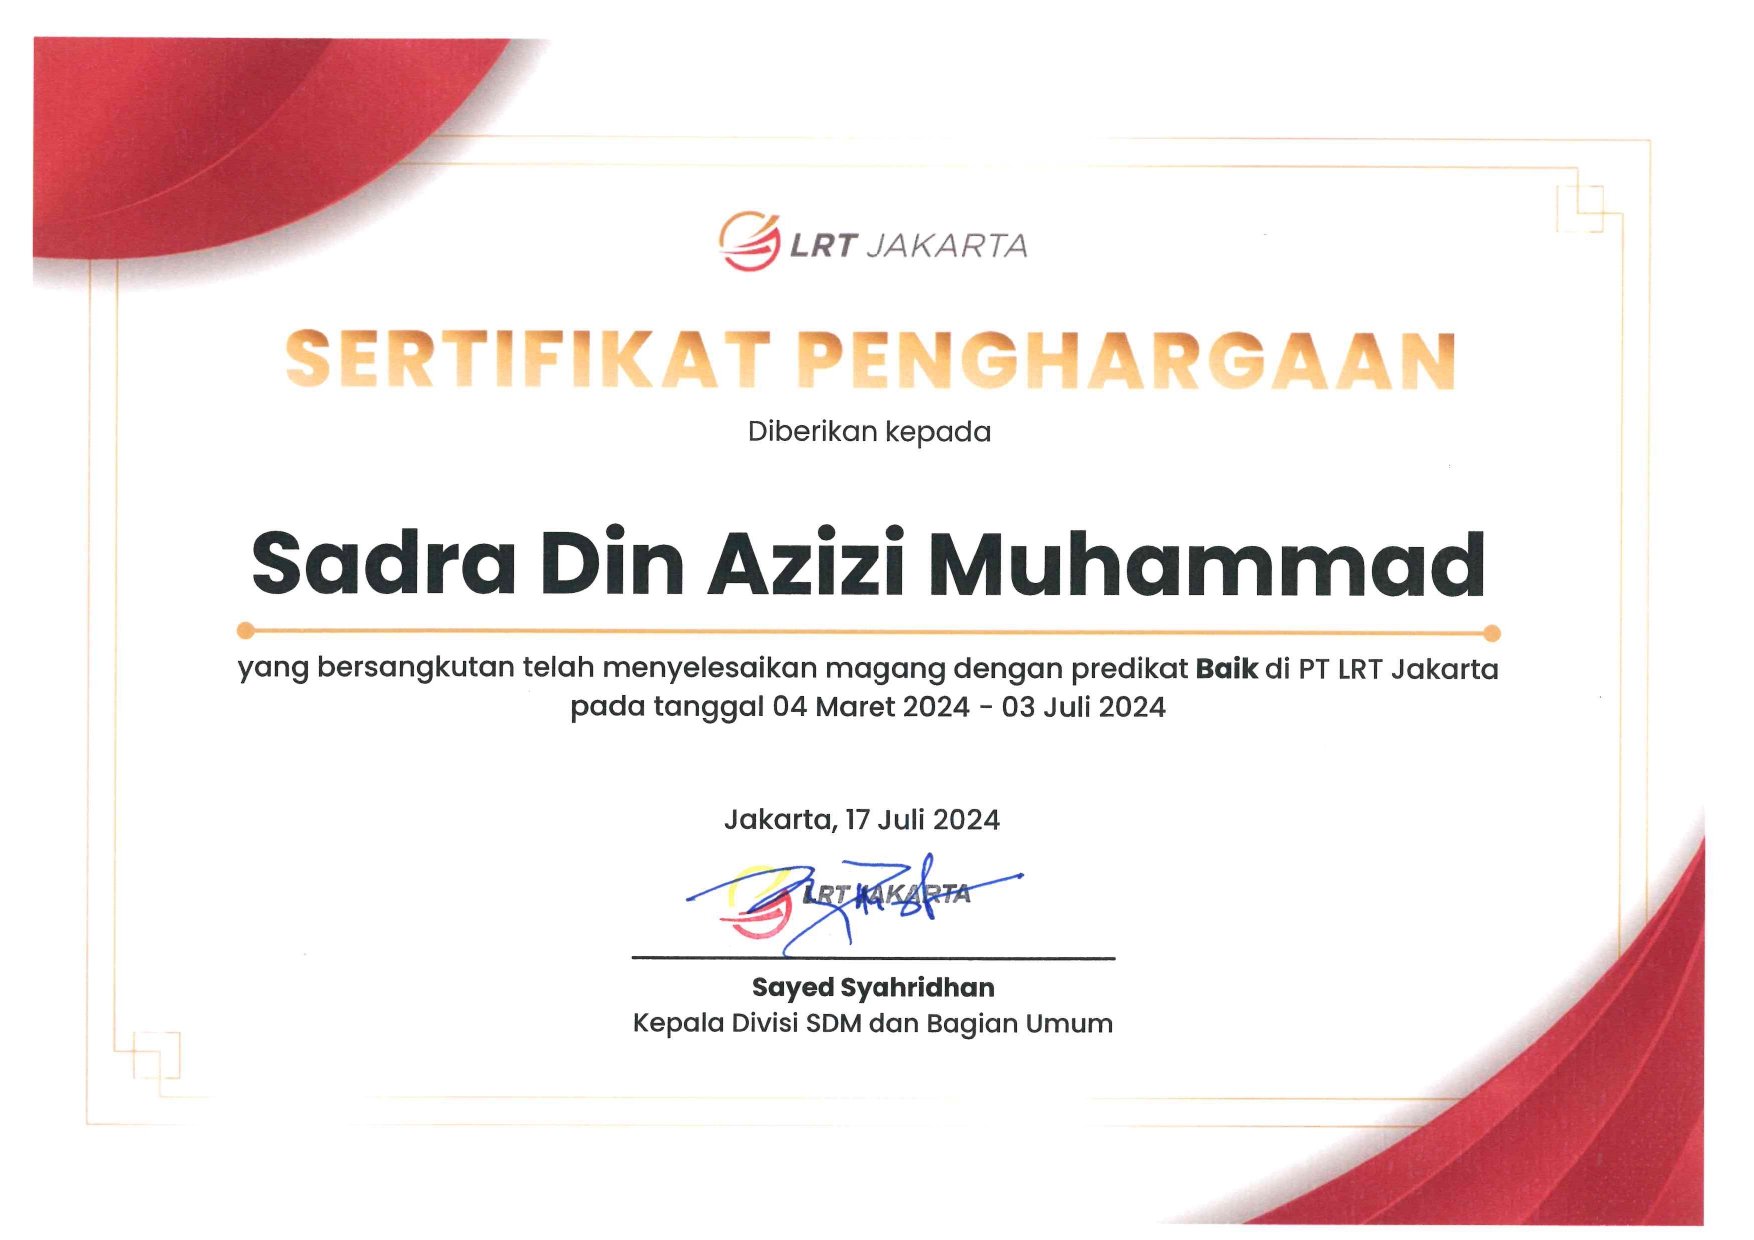 LRT JAKARTA
SERTIFIKAT PENGHARGAAN
Diberikan kepada
Sadra Din Azizi Muhammad
yang bersangkutan telah menyelesaikan magang dengan predikat Baik di PT LRT Jakarta
pada tanggal 04 Maret 2024 - 03 Juli 2024
Jakarta, 17 Juli 2024
LRT JAKARTA
Sayed Syahridhan
Kepala Divisi SDM dan Bagian Umum